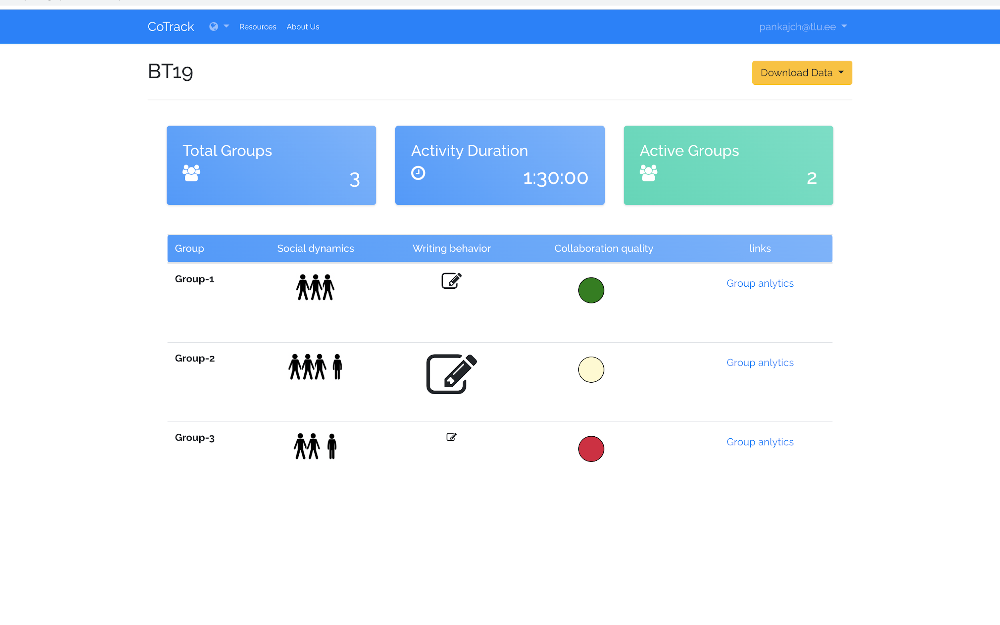 CoTrack Resources About Us pankajch@tlu.ee
BT19 Download Data
Total Groups Activity Duration Active Groups
3 1:30:00 2
Group Social dynamics Writing behavior Collaboration quality links
Group-1 Group anlytics
Group-2 Group anlytics
Group-3 Group anlytics